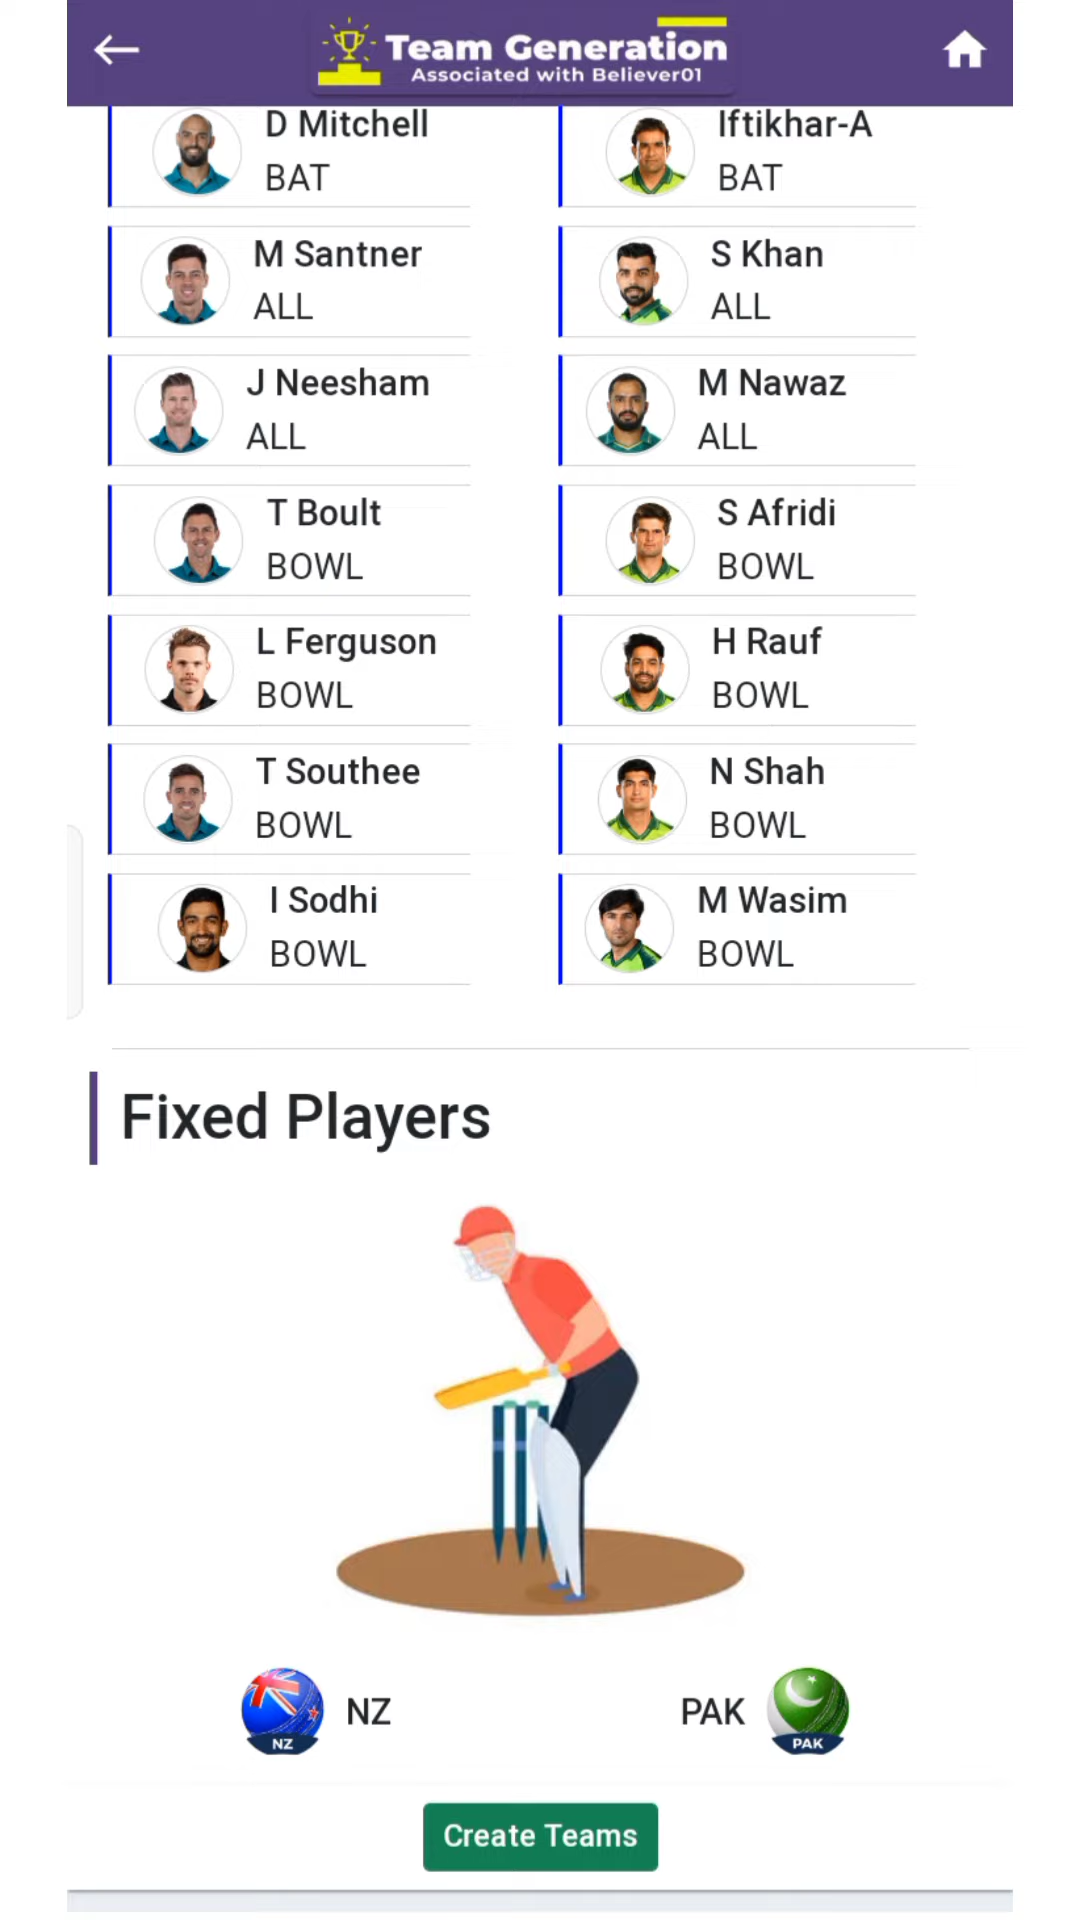 Team Generation
Associated with Believer01
D Mitchell
BAT
Iftikhar-A
BAT
M Santner
ALL
S Khan
ALL
J Neesham
ALL
M Nawaz
ALL
T Boult
BOWL
S Afridi
BOWL
L Ferguson
BOWL
H Rauf
BOWL
T Southee
BOWL
N Shah
BOWL
I Sodhi
BOWL
M Wasim
BOWL
Fixed Players
NZ
NZ
PAK
PAK
Create Teams